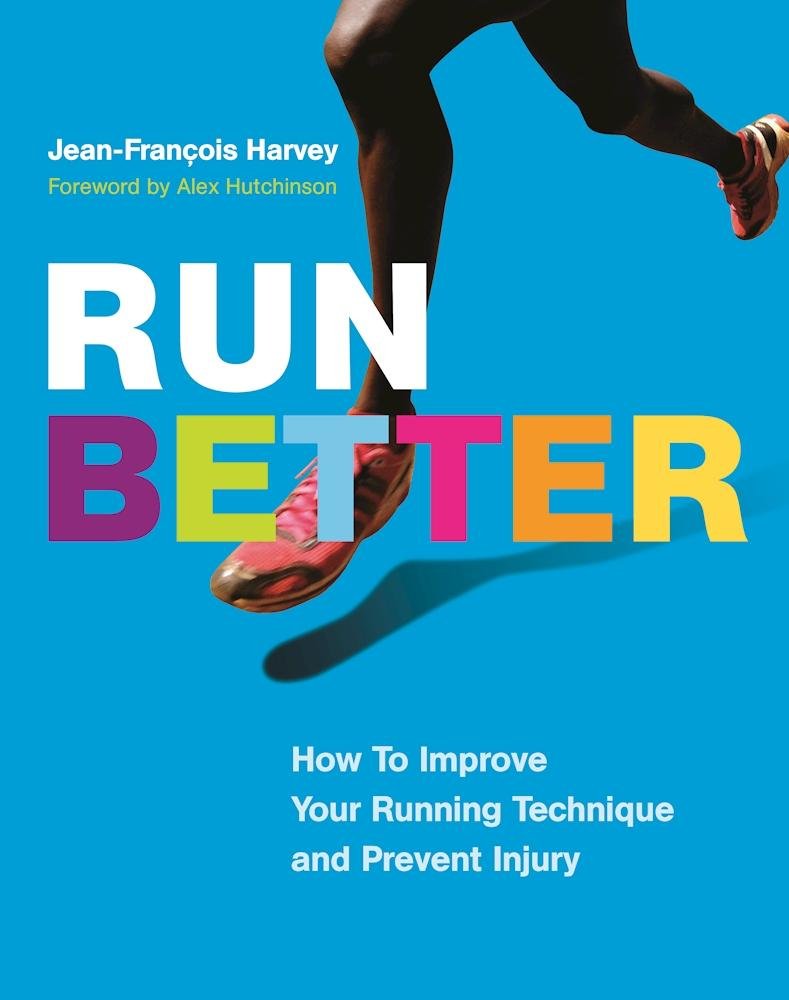 Jean-François Harvey
Foreword by Alex Hutchinson
RUN
BETTER
How To Improve
Your Running Technique
and Prevent Injury